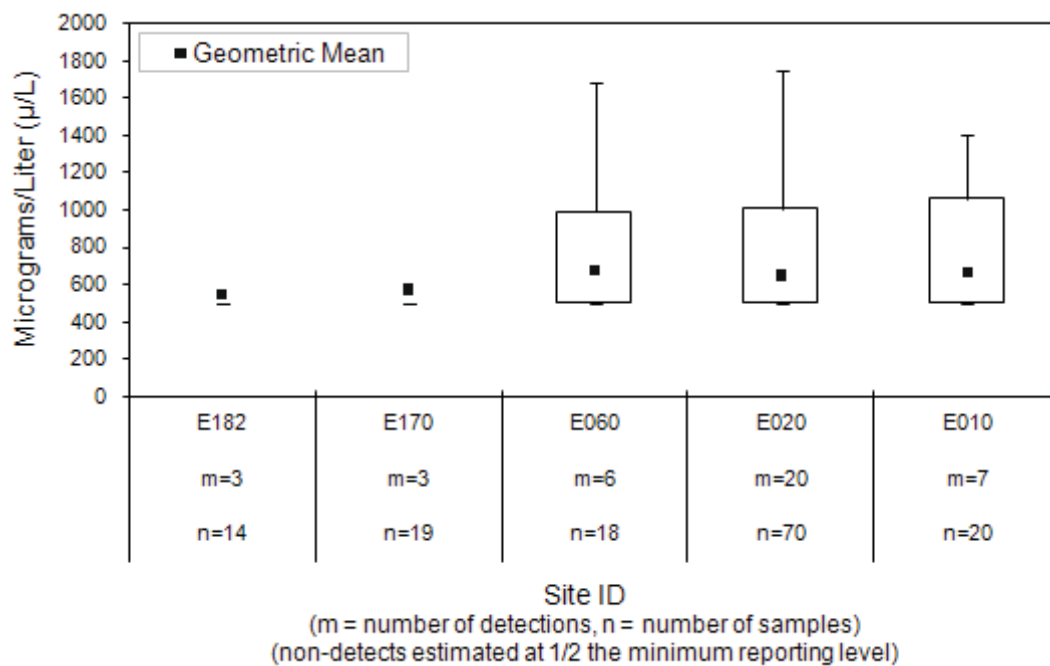 2000
1800
1600
1400
1200
1000
800
600
400
200
0
Micrograms/Liter (µ/L)
Geometric Mean
E182 E170 E060 E020 E010
m=3 m=3 m=6 m=20 m=7
n=14 n=19 n=18 n=70 n=20
Site ID
(m = number of detections, n = number of samples)
(non-detects estimated at 1/2 the minimum reporting level)